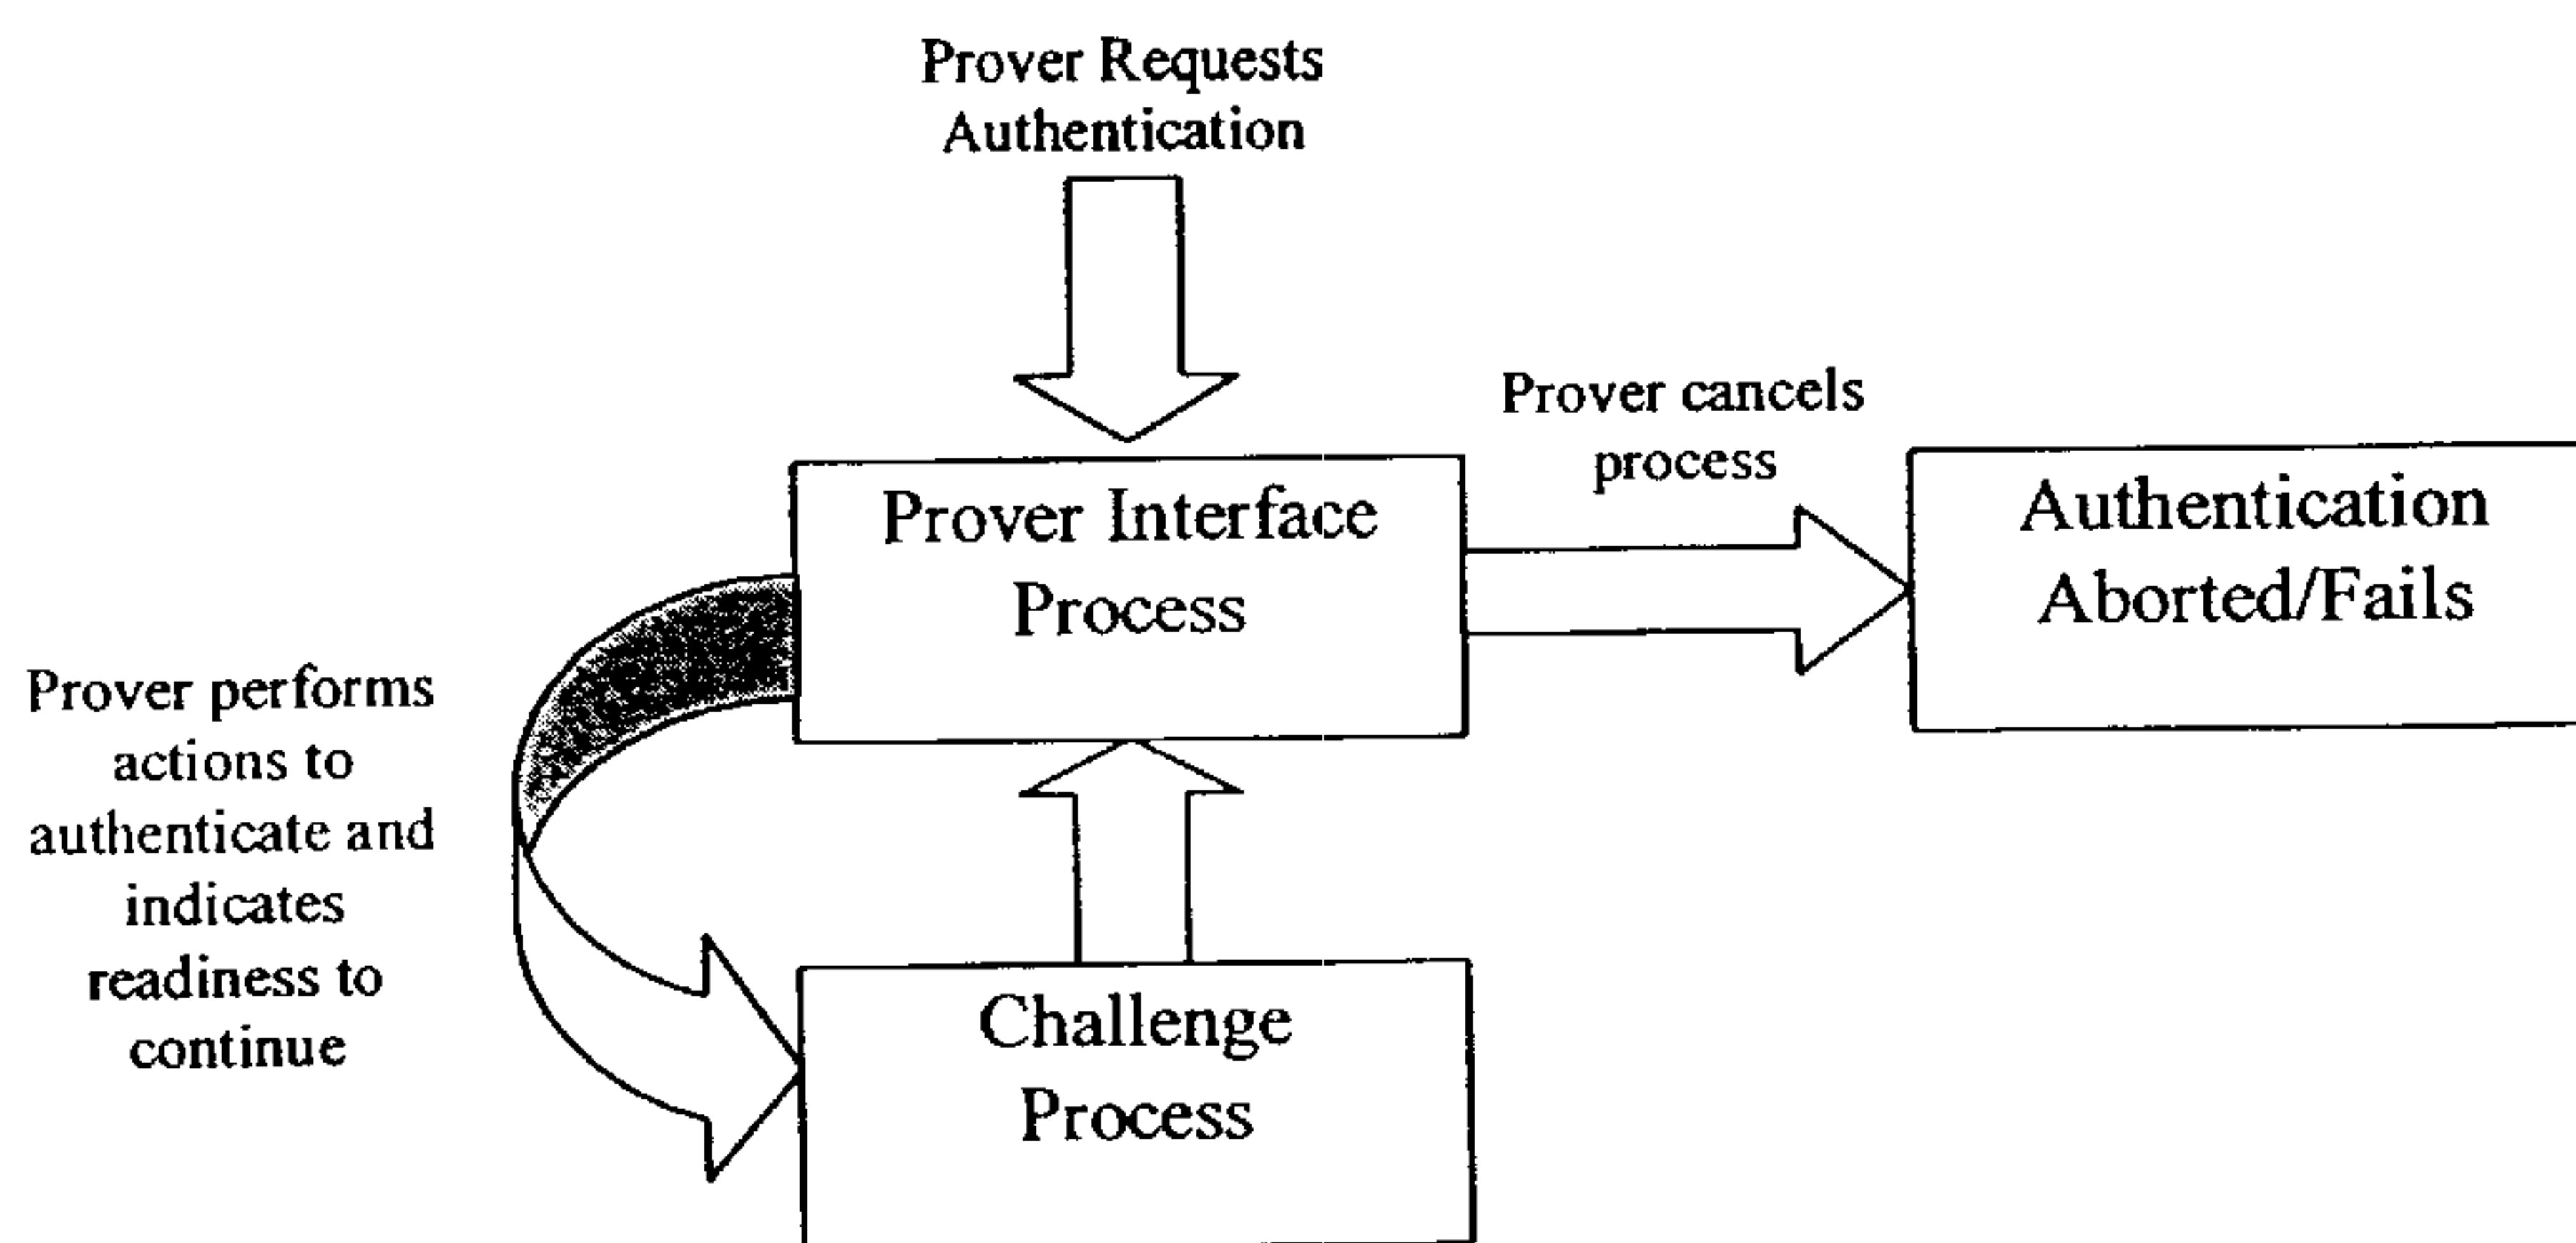 Prover Requests
Authentication
Prover cancels
process
Prover Interface
Process
Authentication
Aborted/Fails
Prover performs
actions to
authenticate and
indicates
readiness to
continue
Challenge
Process